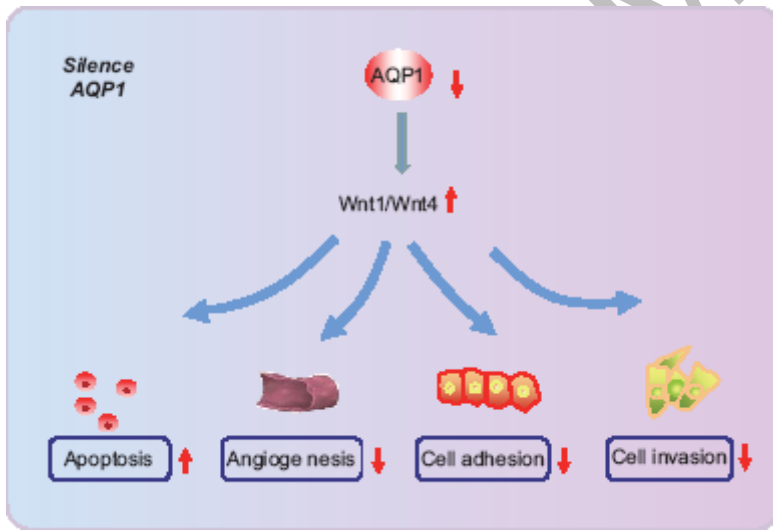 Silence
AQP1
AQP1
Wnt1/Wnt4
Apoptosis
Angioge nesis
Cell adhesion
Cell invasion